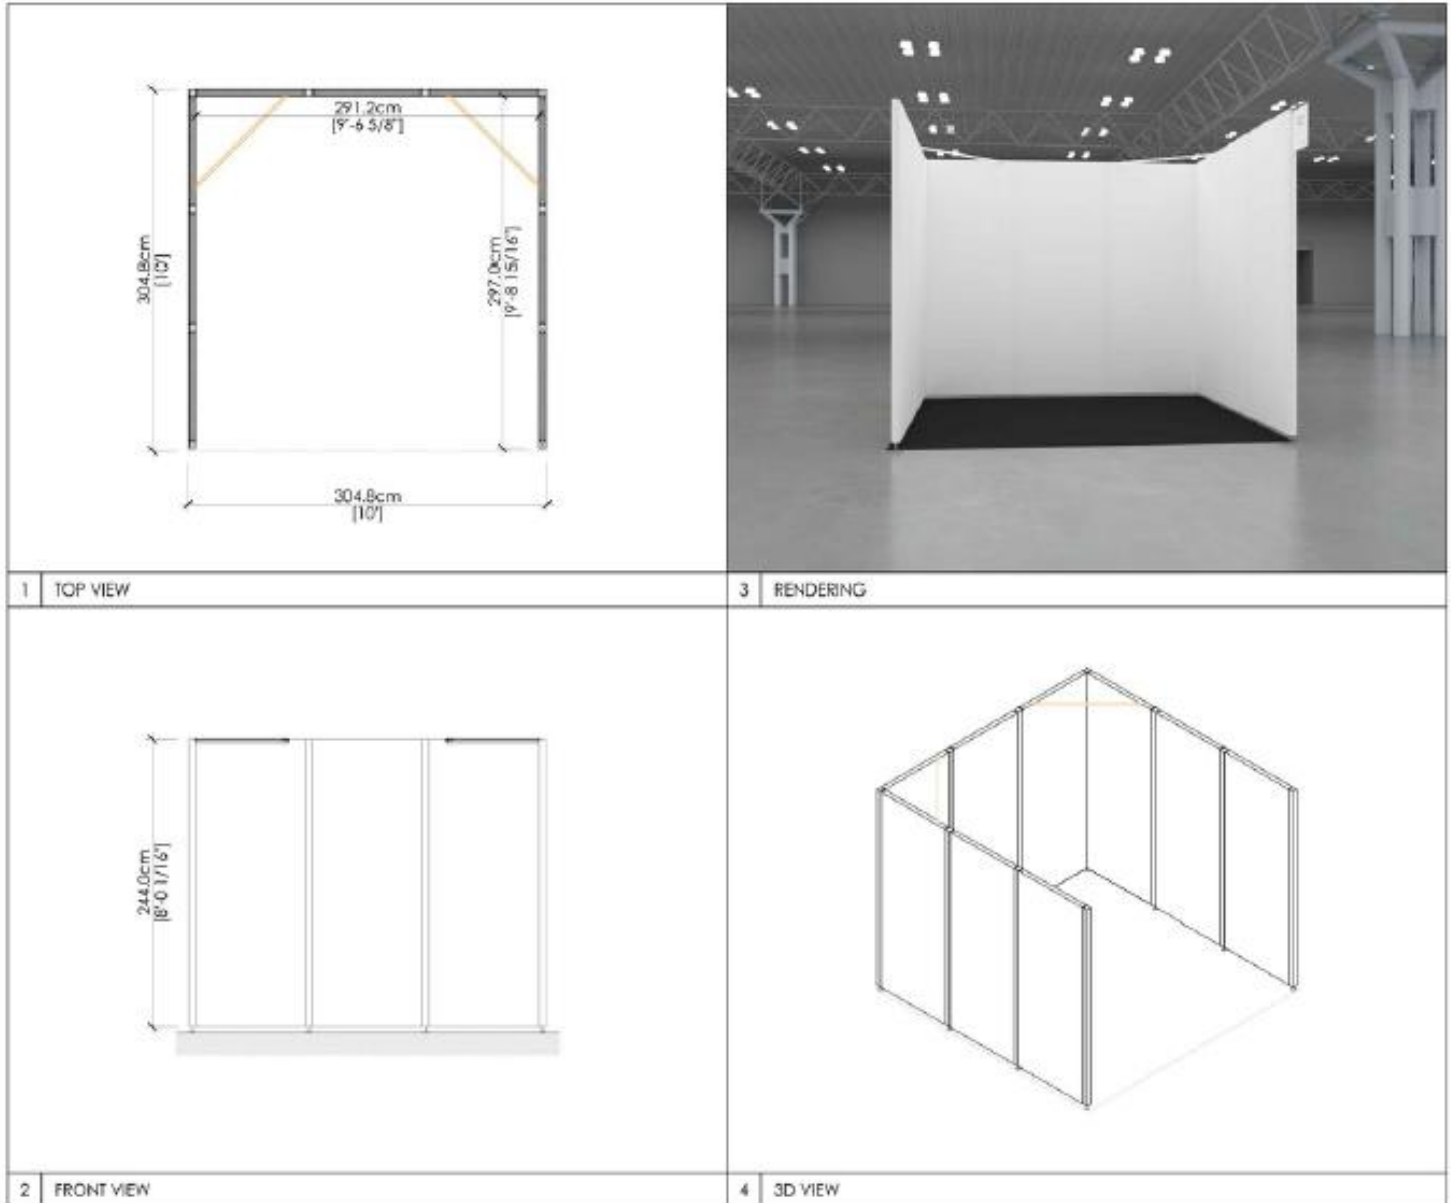 291.2cm
[9'-6 5/8"]
304.8cm
[10']
297.0cm
[9'-8 15/16"]
304.8cm
[10']
1 TOP VIEW
3 RENDERING
244.0cm
[8'-0 1/16"]
2 FRONT VIEW
4 3D VIEW